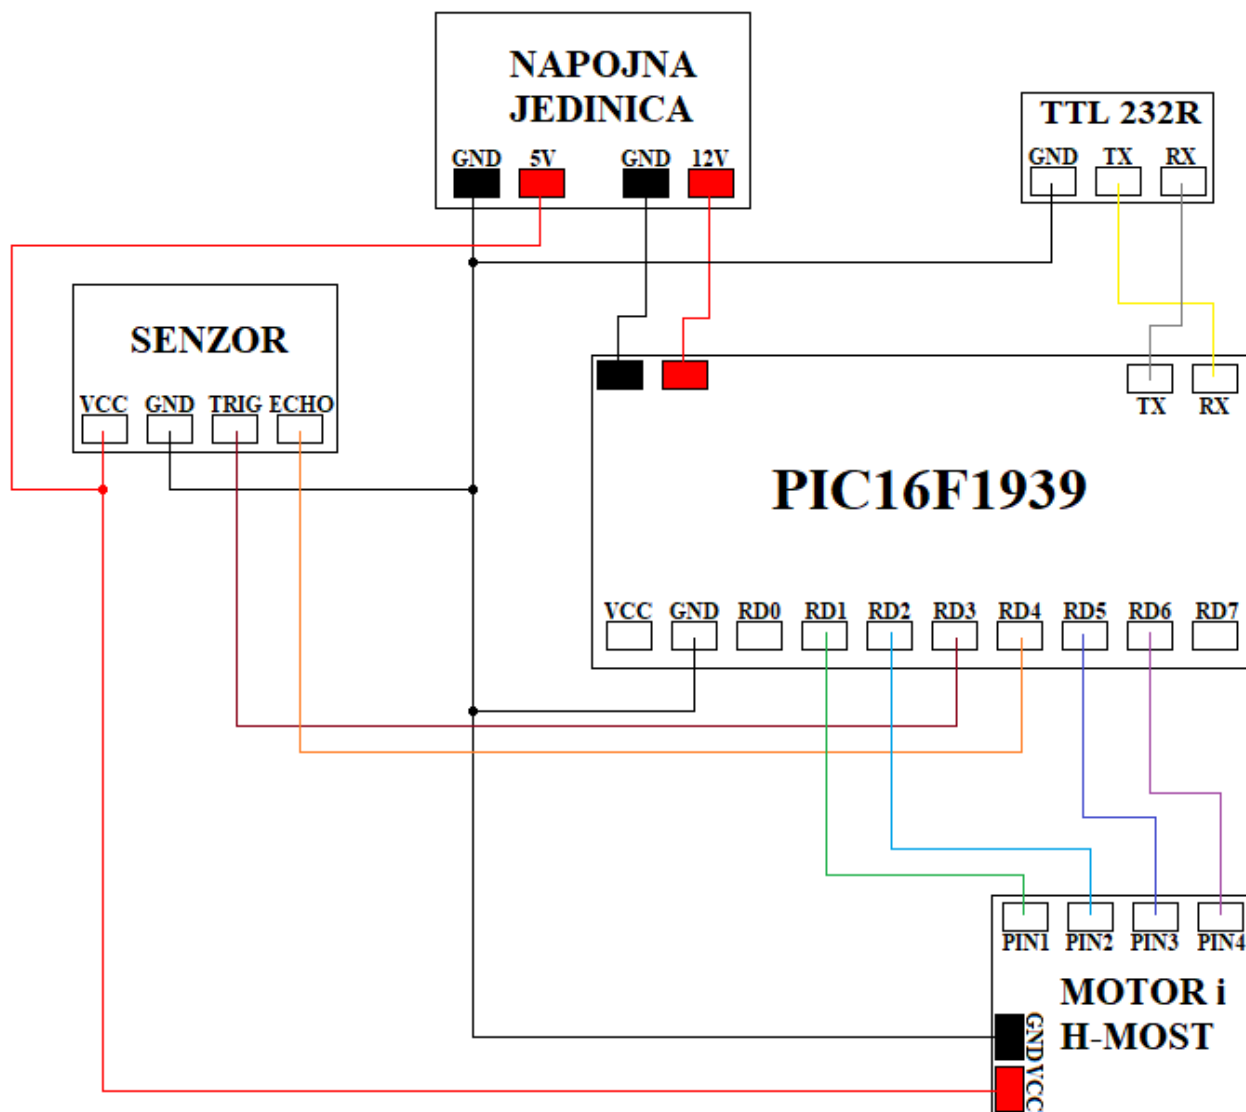 NAPOJNA
JEDINICA
GND 5V GND 12V
TTL 232R
GND TX RX
SENZOR
VCC GND TRIG ECHO
TX RX
PIC16F1939
VCC GND RD0 RD1 RD2 RD3 RD4 RD5 RD6 RD7
PIN1 PIN2 PIN3 PIN4
MOTOR i
H-MOST
GND
VCC